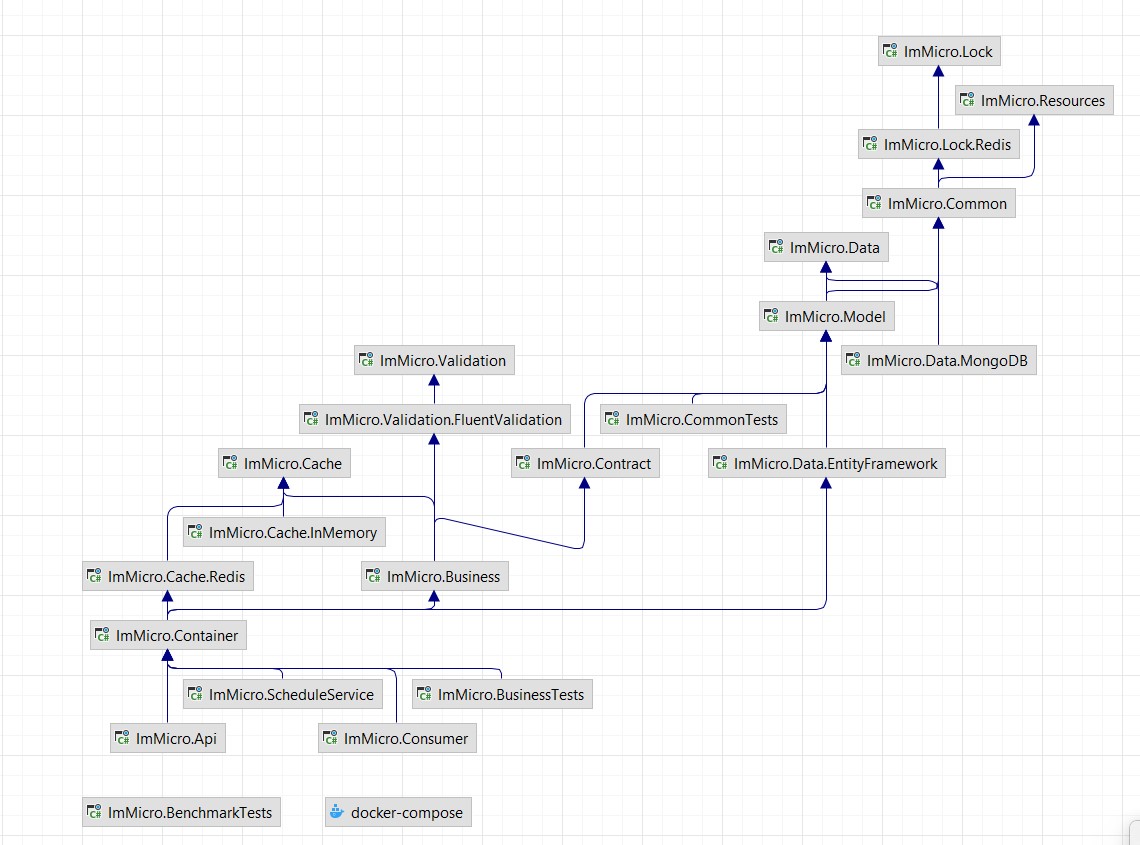 ImMicro.Lock
ImMicro.Resources
ImMicro.Lock.Redis
ImMicro.Common
ImMicro.Data
ImMicro.Model
ImMicro.Validation
ImMicro.Data.MongoDB
ImMicro.Validation.FluentValidation
ImMicro.CommonTests
ImMicro.Cache
ImMicro.Contract
ImMicro.Data.EntityFramework
ImMicro.Cache.InMemory
ImMicro.Cache.Redis
ImMicro.Business
ImMicro.Container
ImMicro.ScheduleService
ImMicro.BusinessTests
ImMicro.Api
ImMicro.Consumer
ImMicro.BenchmarkTests
docker-compose